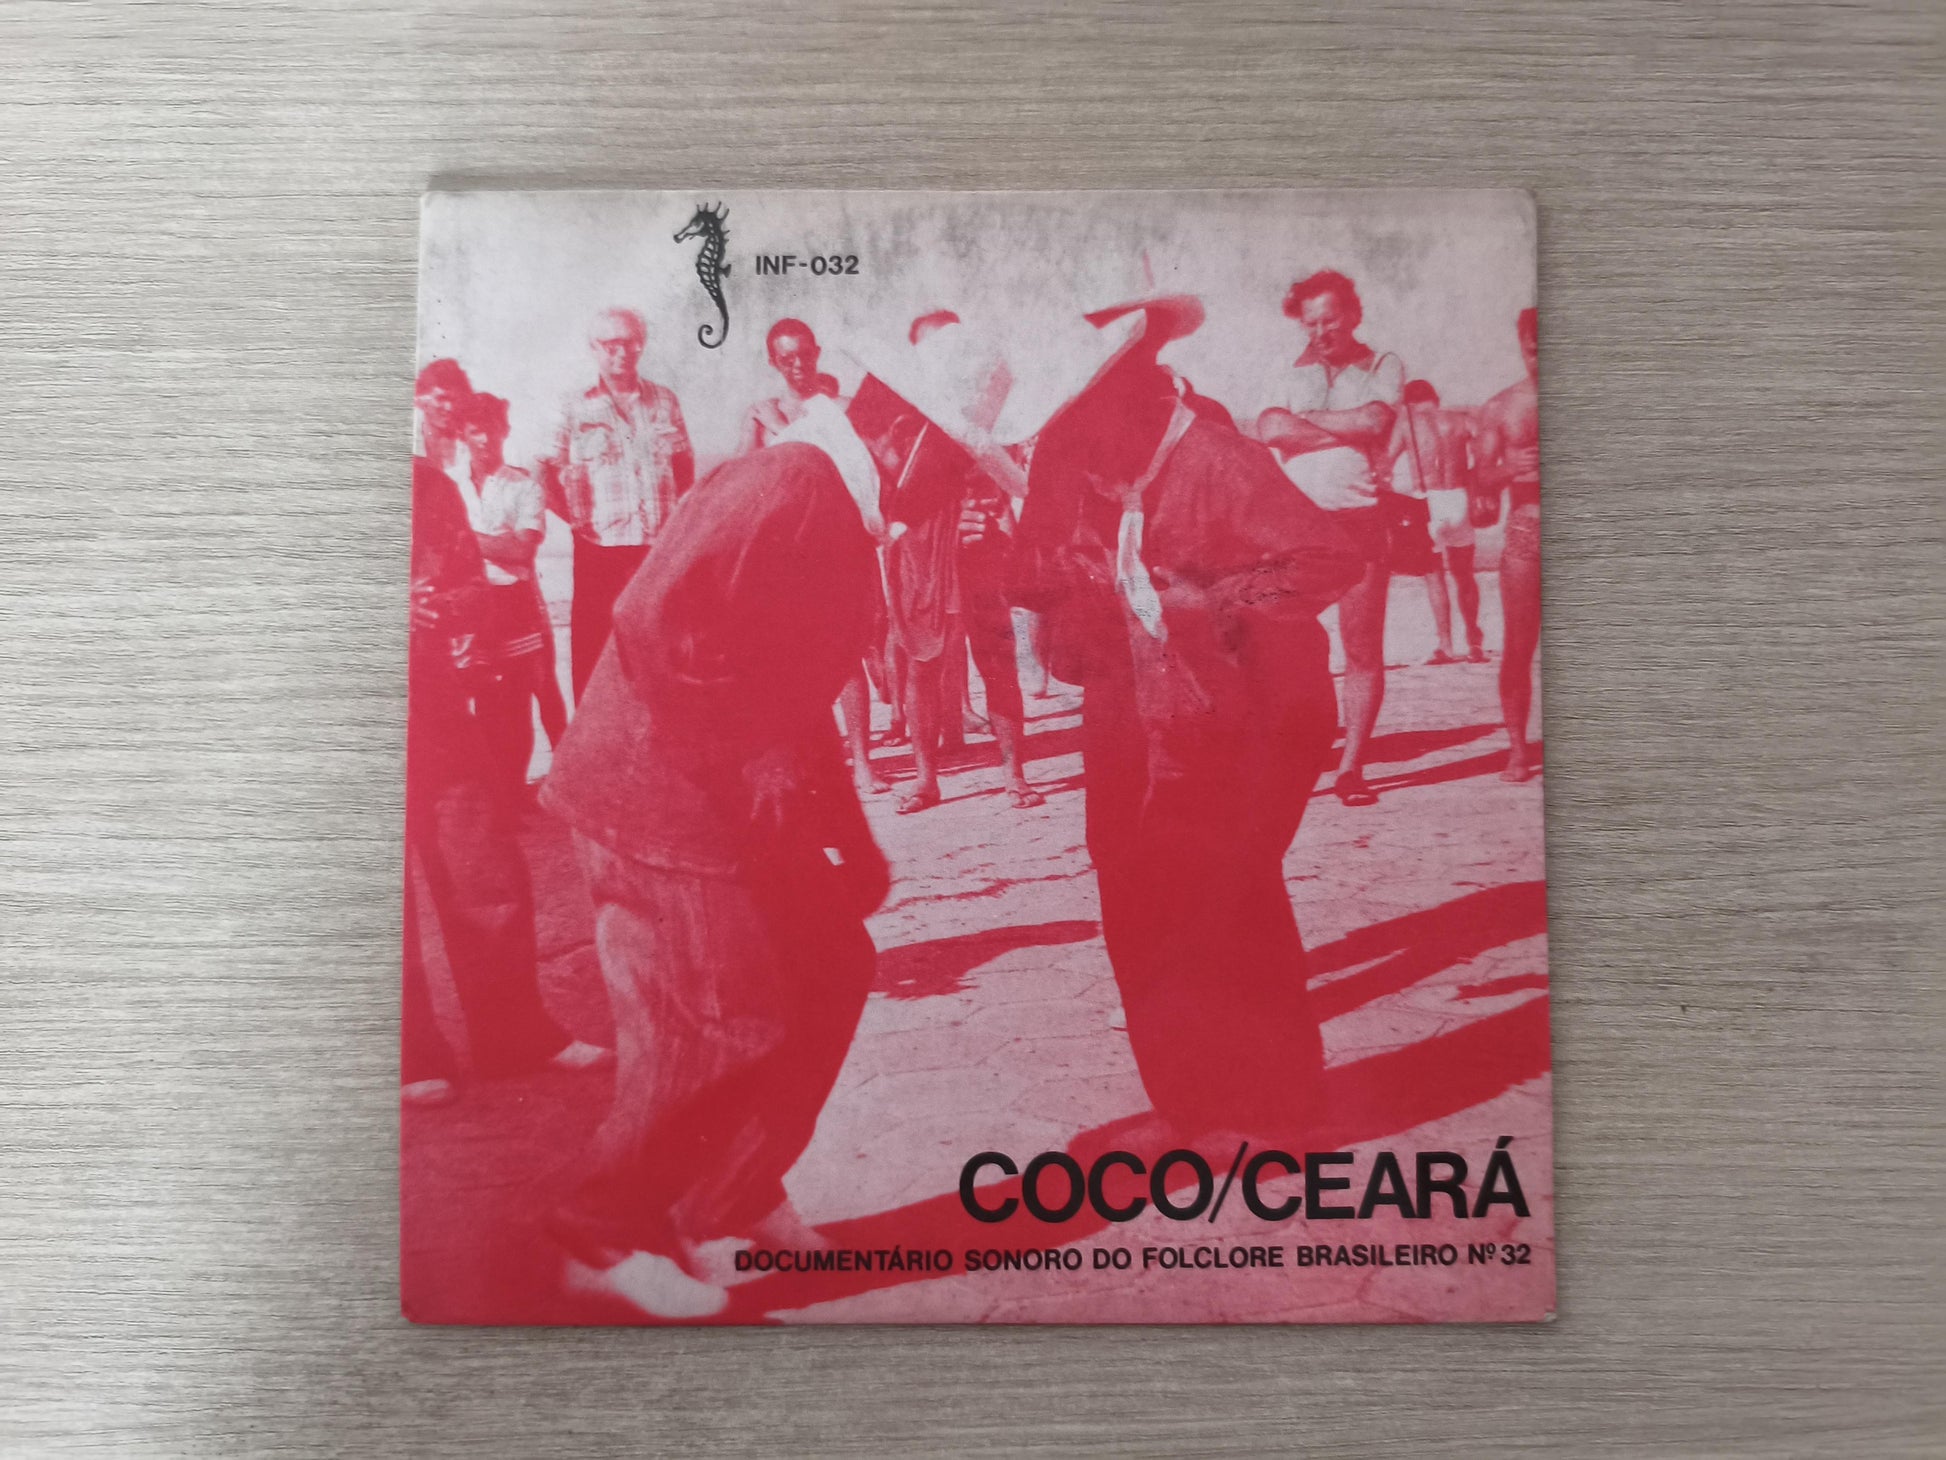 INF-032
COCO/CEARÁ
DOCUMENTÁRIO SONORO DO FOLCLORE BRASILEIRO Nº 32